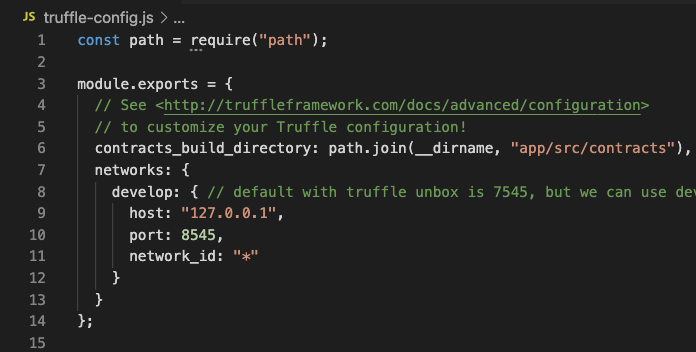 JS truffle-config.js > ...
1 const path = require("path");
2
3 module.exports = {
4 // See <http://truffleframework.com/docs/advanced/configuration>
5 // to customize your Truffle configuration!
6 contracts_build_directory: path.join(__dirname, "app/src/contracts"),
7 networks: {
8 develop: { // default with truffle unbox is 7545, but we can use
9 host: "127.0.0.1",
10 port: 8545,
11 network_id: "*"
12 }
13 }
14 };
15